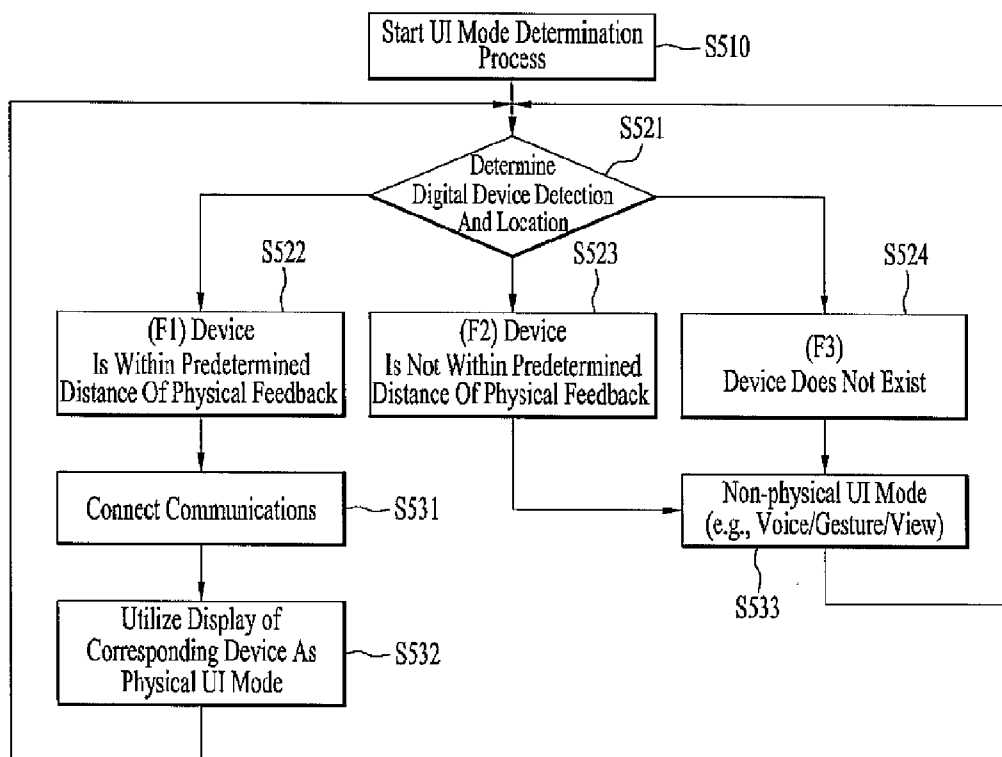 Start UI Mode Determination
Process
S510
S521
Determine
Digital Device Detection
And Location
S522
S523
S524
(F1) Device
Is Within Predetermined
Distance Of Physical Feedback
(F2) Device
Is Not Within Predetermined
Distance Of Physical Feedback
(F3)
Device Does Not Exist
Connect Communications
S531
Non-physical UI Mode
(e.g., Voice/Gesture/View)
S533
Utilize Display of
Corresponding Device As
Physical UI Mode
S532